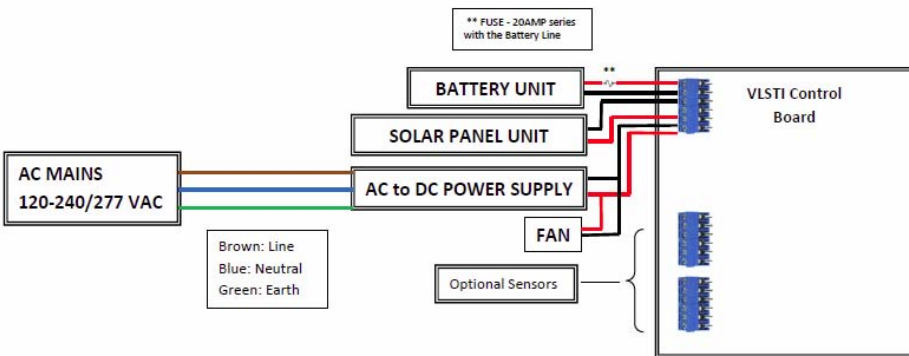 ** FUSE - 20AMP series
with the Battery Line
**
BATTERY UNIT
VLSTI Control
Board
SOLAR PANEL UNIT
AC MAINS
120-240/277 VAC
AC to DC POWER SUPPLY
FAN
Brown: Line
Blue: Neutral
Green: Earth
Optional Sensors